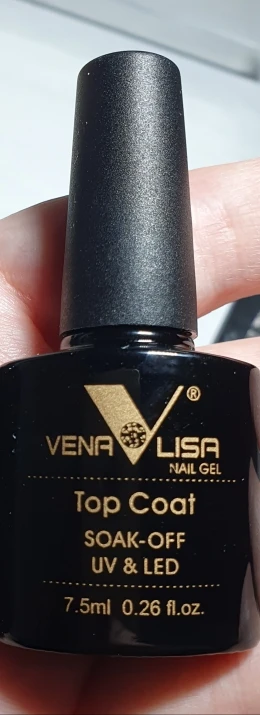 VENA LISA ®
NAIL GEL
Top Coat
SOAK-OFF
UV & LED
7.5ml 0.26 fl.oz.